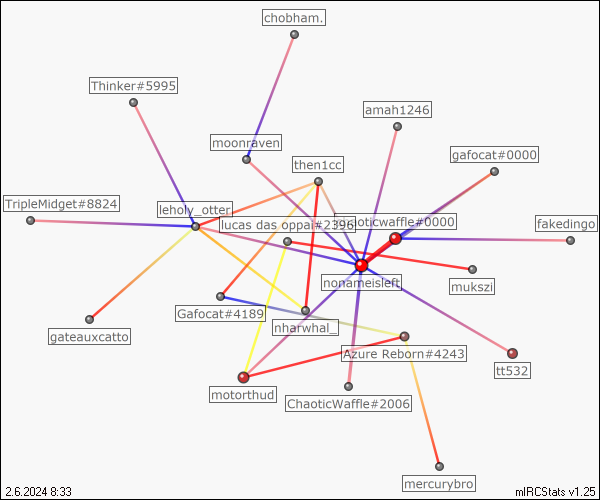 chobham.
Thinker#5995
amah1246
moonraven
gafocat#0000
then1cc
TripleMidget#8824
leholy_otter
lucas das oppai#2396
oticwaffle#0000
fakedingo
nonameisleft
mukszi
Gafocat#4189
nharwhal_
gateauxcatto
Azure Reborn#4243
tt532
motorthud
ChaoticWaffle#2006
mercurybro
2.6.2024 8:33
mIRCStats v1.25